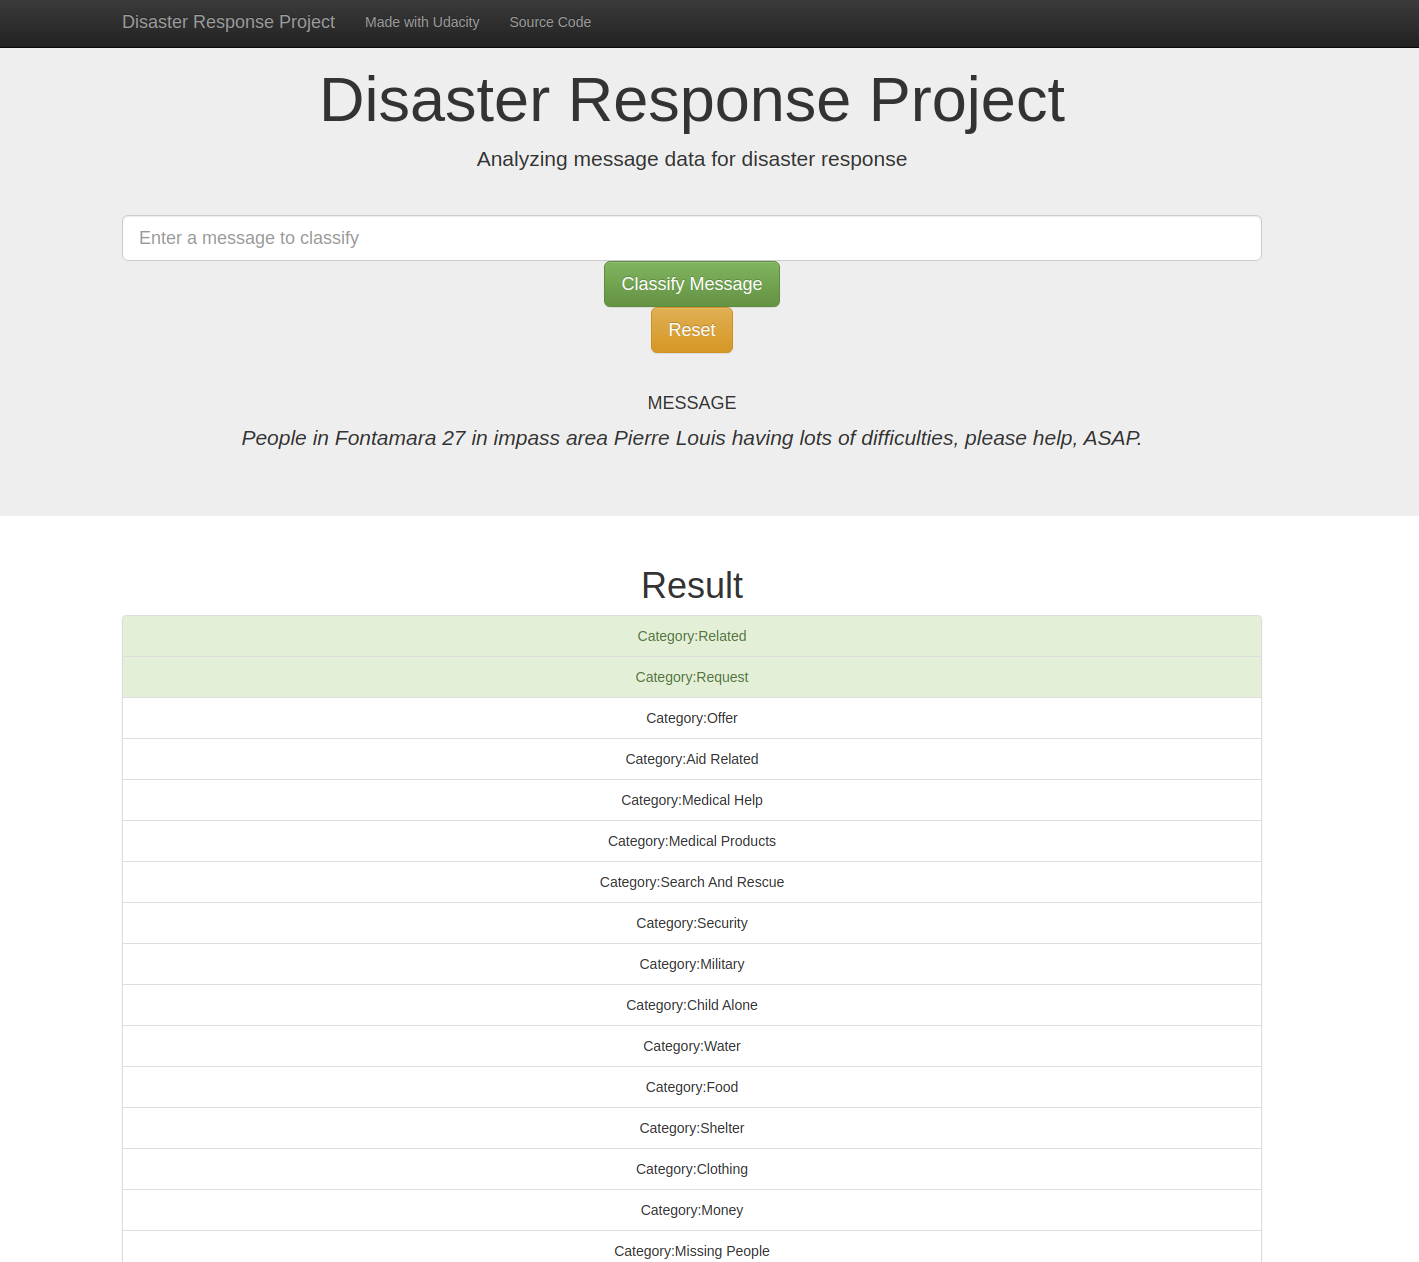 Disaster Response Project Made with Udacity Source Code
Disaster Response Project
Analyzing message data for disaster response
Enter a message to classify
Classify Message
Reset
MESSAGE
People in Fontamara 27 in impass area Pierre Louis having lots of difficulties, please help, ASAP.
Result
Category:Related
Category:Request
Category:Offer
Category:Aid Related
Category:Medical Help
Category:Medical Products
Category:Search And Rescue
Category:Security
Category:Military
Category:Child Alone
Category:Water
Category:Food
Category:Shelter
Category:Clothing
Category:Money
Category:Missing People